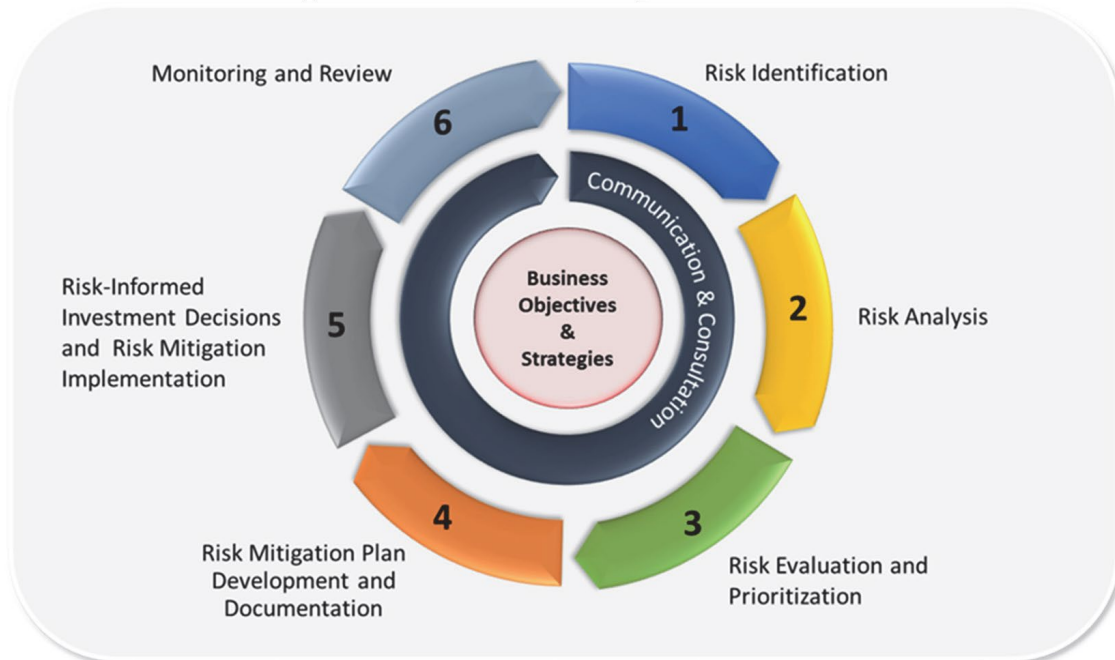 Risk Identification
1
Risk Analysis
2
Risk Evaluation and
Prioritization
3
Risk Mitigation Plan
Development and
Documentation
4
Risk-Informed
Investment Decisions
and Risk Mitigation
Implementation
5
Monitoring and Review
6
Communication & Consultation
Business
Objectives
&
Strategies